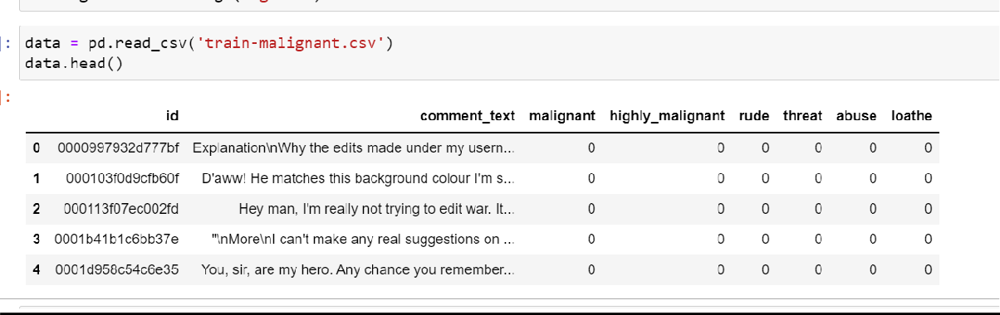 ]: data = pd.read_csv('train-malignant.csv')
data.head()
]:
id comment_text malignant highly_malignant rude threat abuse loathe
0 0000997932d777bf Explanation\nWhy the edits made under my usern... 0 0 0 0 0 0
1 000103f0d9cfb60f D'aww! He matches this background colour I'm s... 0 0 0 0 0 0
2 000113f07ec002fd Hey man, I'm really not trying to edit war. It... 0 0 0 0 0 0
3 0001b41b1c6bb37e "\nMore\nI can't make any real suggestions on ... 0 0 0 0 0 0
4 0001d958c54c6e35 You, sir, are my hero. Any chance you remember... 0 0 0 0 0 0